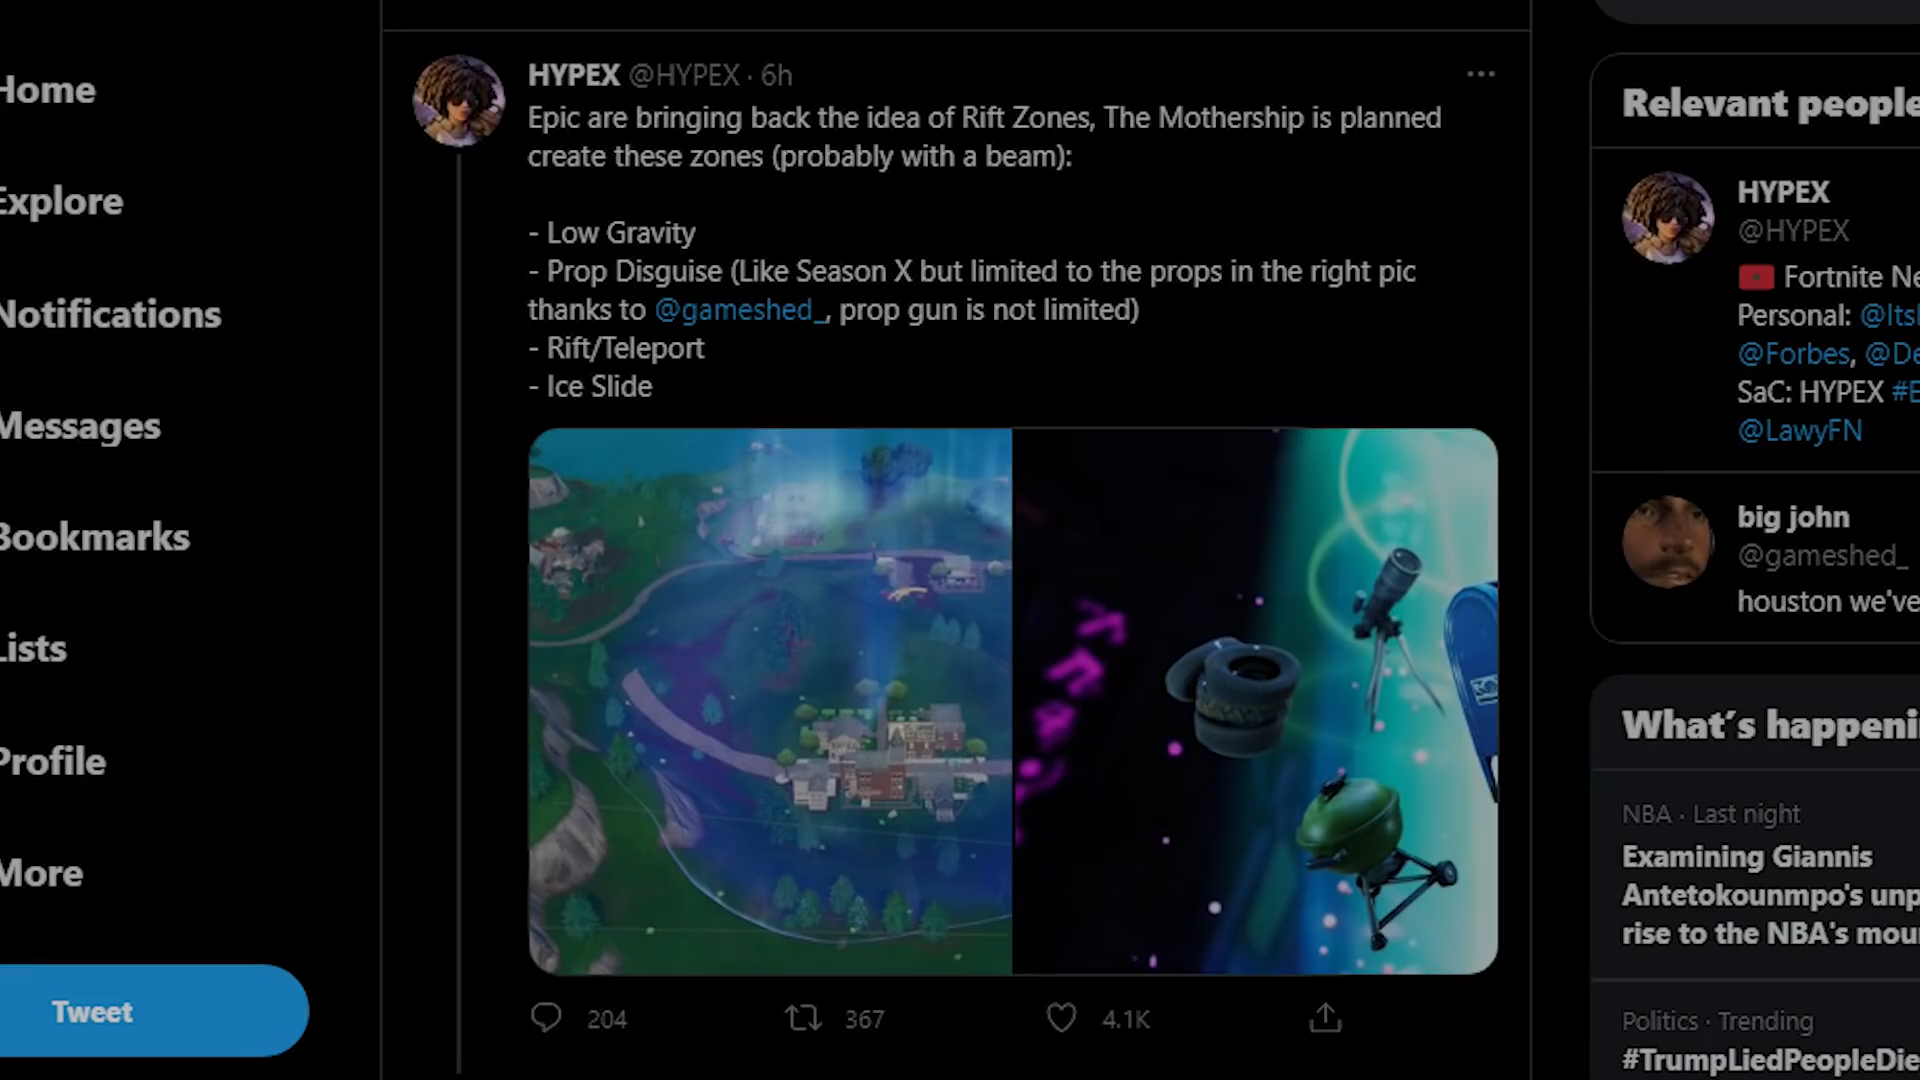 Home
Explore
Notifications
Messages
Bookmarks
Lists
Profile
More
Tweet
HYPEX @HYPEX · 6h
Epic are bringing back the idea of Rift Zones, The Mothership is planned
create these zones (probably with a beam):
- Low Gravity
- Prop Disguise (Like Season X but limited to the props in the right pic
thanks to @gameshed_, prop gun is not limited)
- Rift/Teleport
- Ice Slide
204 367 4.1K
Relevant people
HYPEX
@HYPEX
Fortnite Ne
Personal: @Its
@Forbes, @De
SaC: HYPEX #E
@LawyFN
big john
@gameshed_
houston we've
What's happeni
NBA · Last night
Examining Giannis
Antetokounmpo's unp
rise to the NBA's mou
Politics · Trending
#TrumpLiedPeopleDie